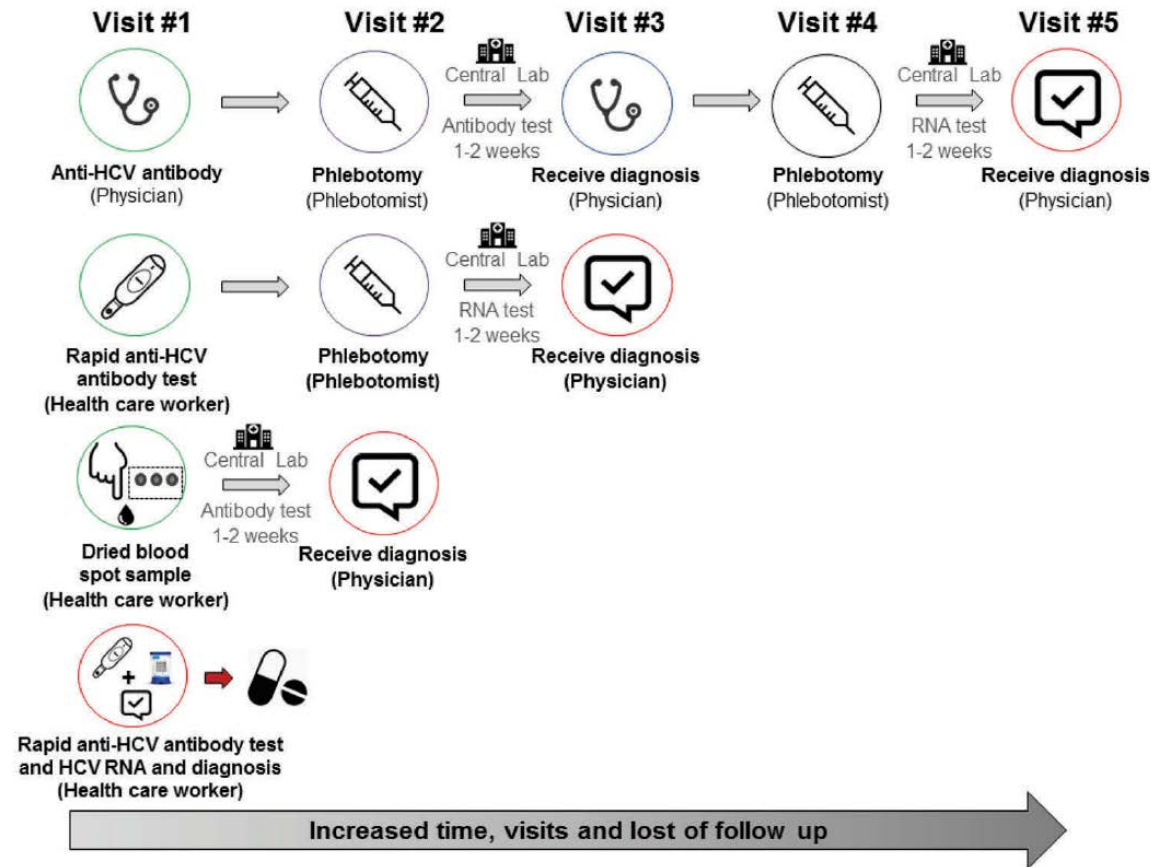 Visit #1
Visit #2
Visit #3
Visit #4
Visit #5
Central Lab
Central Lab
Antibody test
1-2 weeks
RNA test
1-2 weeks
Anti-HCV antibody
(Physician)
Phlebotomy
(Phlebotomist)
Receive diagnosis
(Physician)
Phlebotomy
(Phlebotomist)
Receive diagnosis
(Physician)
Central Lab
RNA test
1-2 weeks
Rapid anti-HCV
antibody test
(Health care worker)
Phlebotomy
(Phlebotomist)
Receive diagnosis
(Physician)
Central Lab
Antibody test
1-2 weeks
Dried blood
spot sample
(Health care worker)
Receive diagnosis
(Physician)
+
Rapid anti-HCV antibody test
and HCV RNA and diagnosis
(Health care worker)
Increased time, visits and lost of follow up